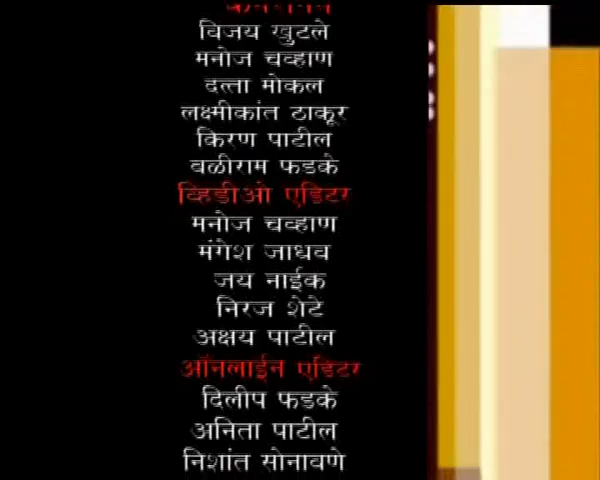 विजय खुटले
मनोज चव्हाण
दत्ता मोकल
लक्ष्मीकांत ठाकूर
किरण पाटील
बळीराम फडके
व्हिडीओ एडिटर
मनोज चव्हाण
मंगेश जाधव
जय नाईक
निरज शेटे
अक्षय पाटील
ऑनलाईन एडिटर
दिलीप फडके
अनिता पाटील
निशांत सोनावणे